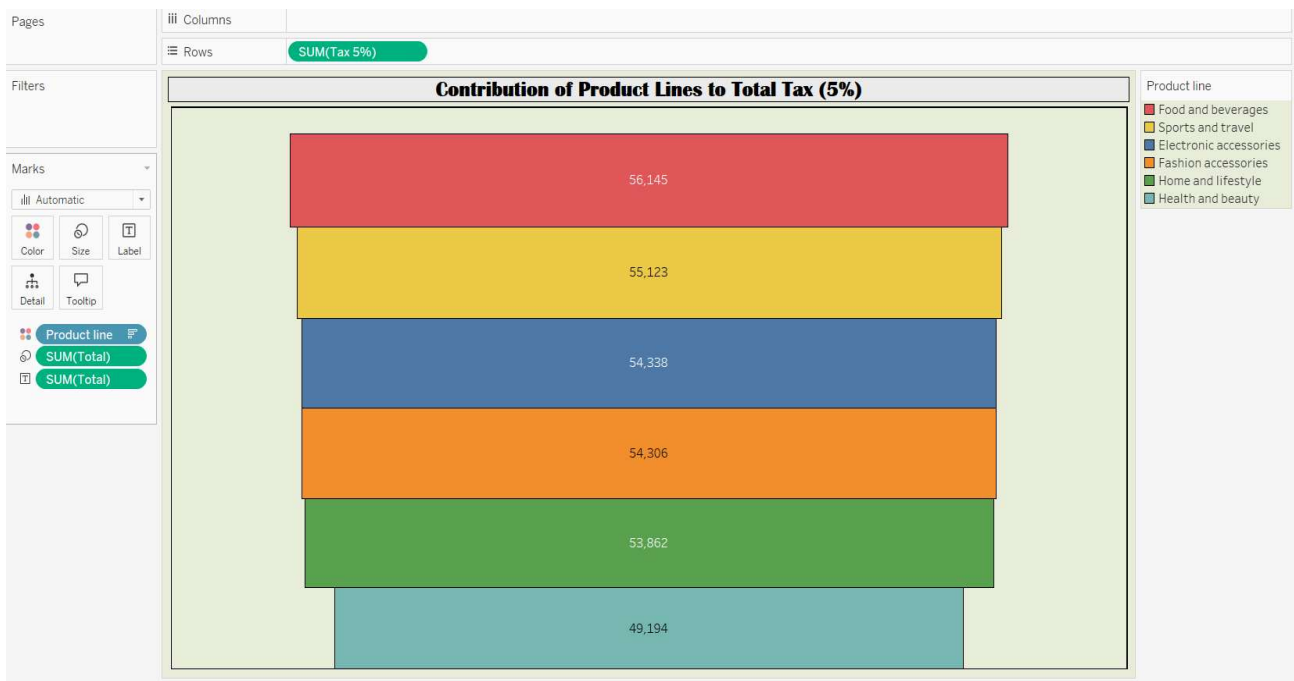 Pages
Columns
Rows
SUM(Tax 5%)
Filters
Marks
Automatic
Color
Size
Label
Detail
Tooltip
Product line
SUM(Total)
SUM(Total)
Contribution of Product Lines to Total Tax (5%)
56,145
55,123
54,338
54,306
53,862
49,194
Product line
Food and beverages
Sports and travel
Electronic accessories
Fashion accessories
Home and lifestyle
Health and beauty